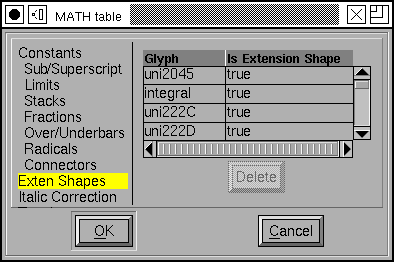 MATH table
Constants
Sub/Superscript
Limits
Stacks
Fractions
Over/Underbars
Radicals
Connectors
Exten Shapes
Italic Correction
Glyph Is Extension Shape
uni2045 true
integral true
uni222C true
uni222D true
Delete
OK Cancel